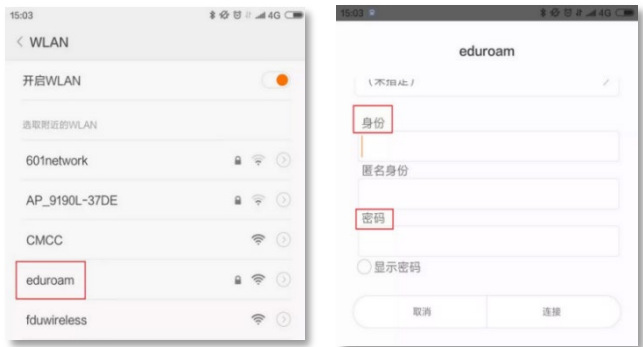 15:03
4G
WLAN
开启WLAN
选取附近的WLAN
601network
AP_9190L-37DE
CMCC
eduroam
fduwireless
15:03
4G
eduroam
(未指定)
身份
匿名身份
密码
显示密码
取消
连接